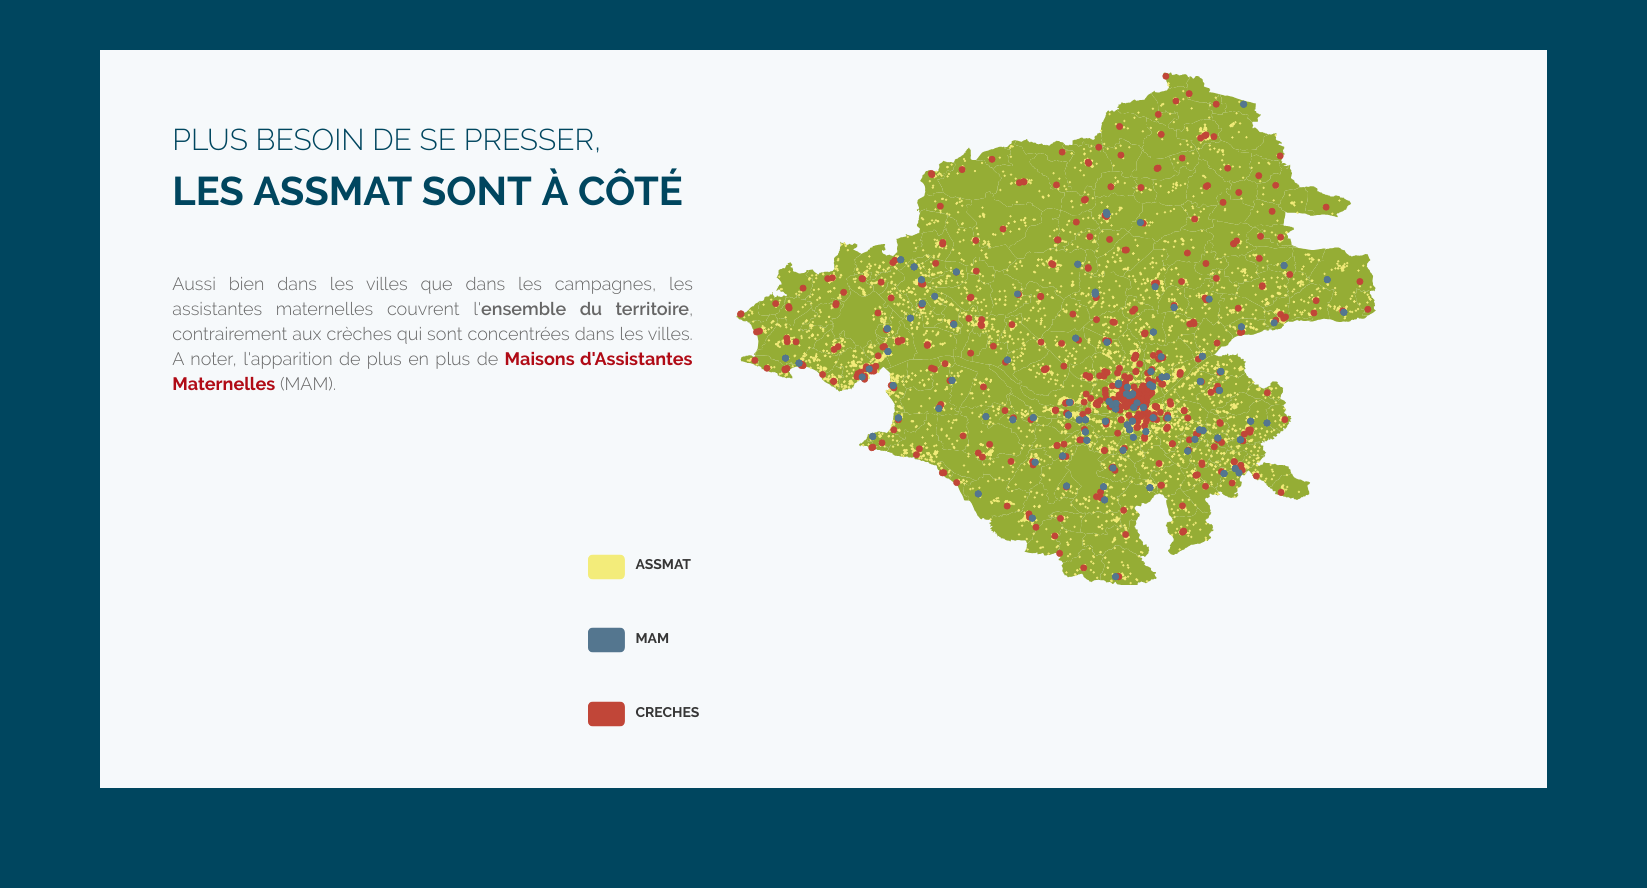 PLUS BESOIN DE SE PRESSER,
LES ASSMAT SONT À CÔTÉ
Aussi bien dans les villes que dans les campagnes, les
assistantes maternelles couvrent l'ensemble du territoire,
contrairement aux crèches qui sont concentrées dans les villes.
A noter, l'apparition de plus en plus de Maisons d'Assistantes
Maternelles (MAM).
ASSMAT
MAM
CRECHES